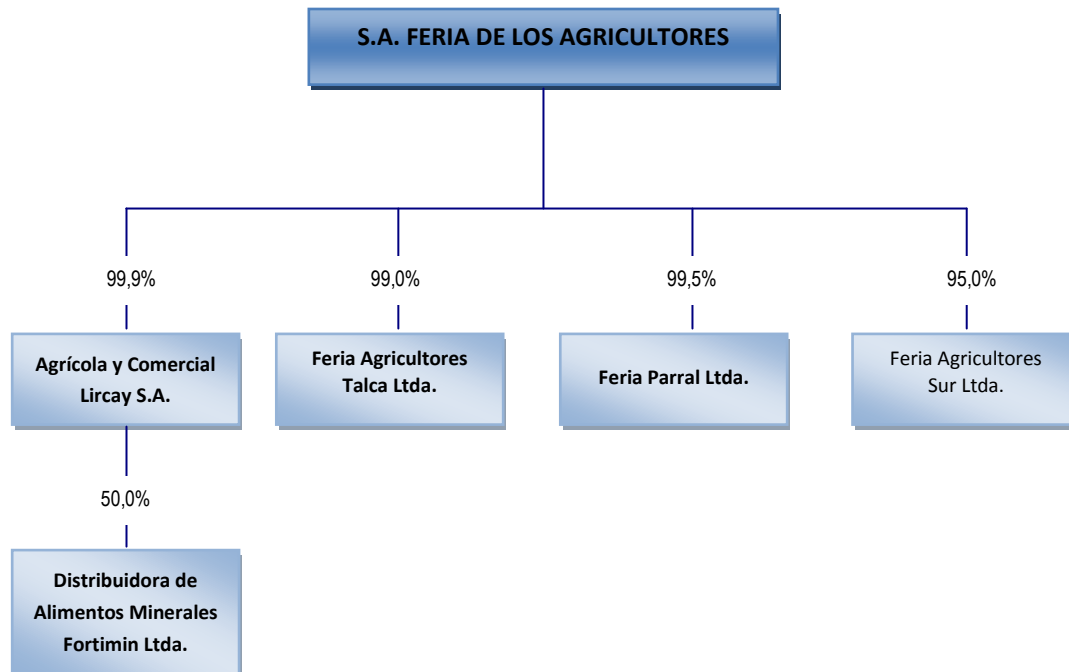 S.A. FERIA DE LOS AGRICULTORES
99,9%
99,0%
99,5%
95,0%
Agrícola y Comercial
Lircay S.A.
Feria Agricultores
Talca Ltda.
Feria Parral Ltda.
Feria Agricultores
Sur Ltda.
50,0%
Distribuidora de
Alimentos Minerales
Fortimin Ltda.